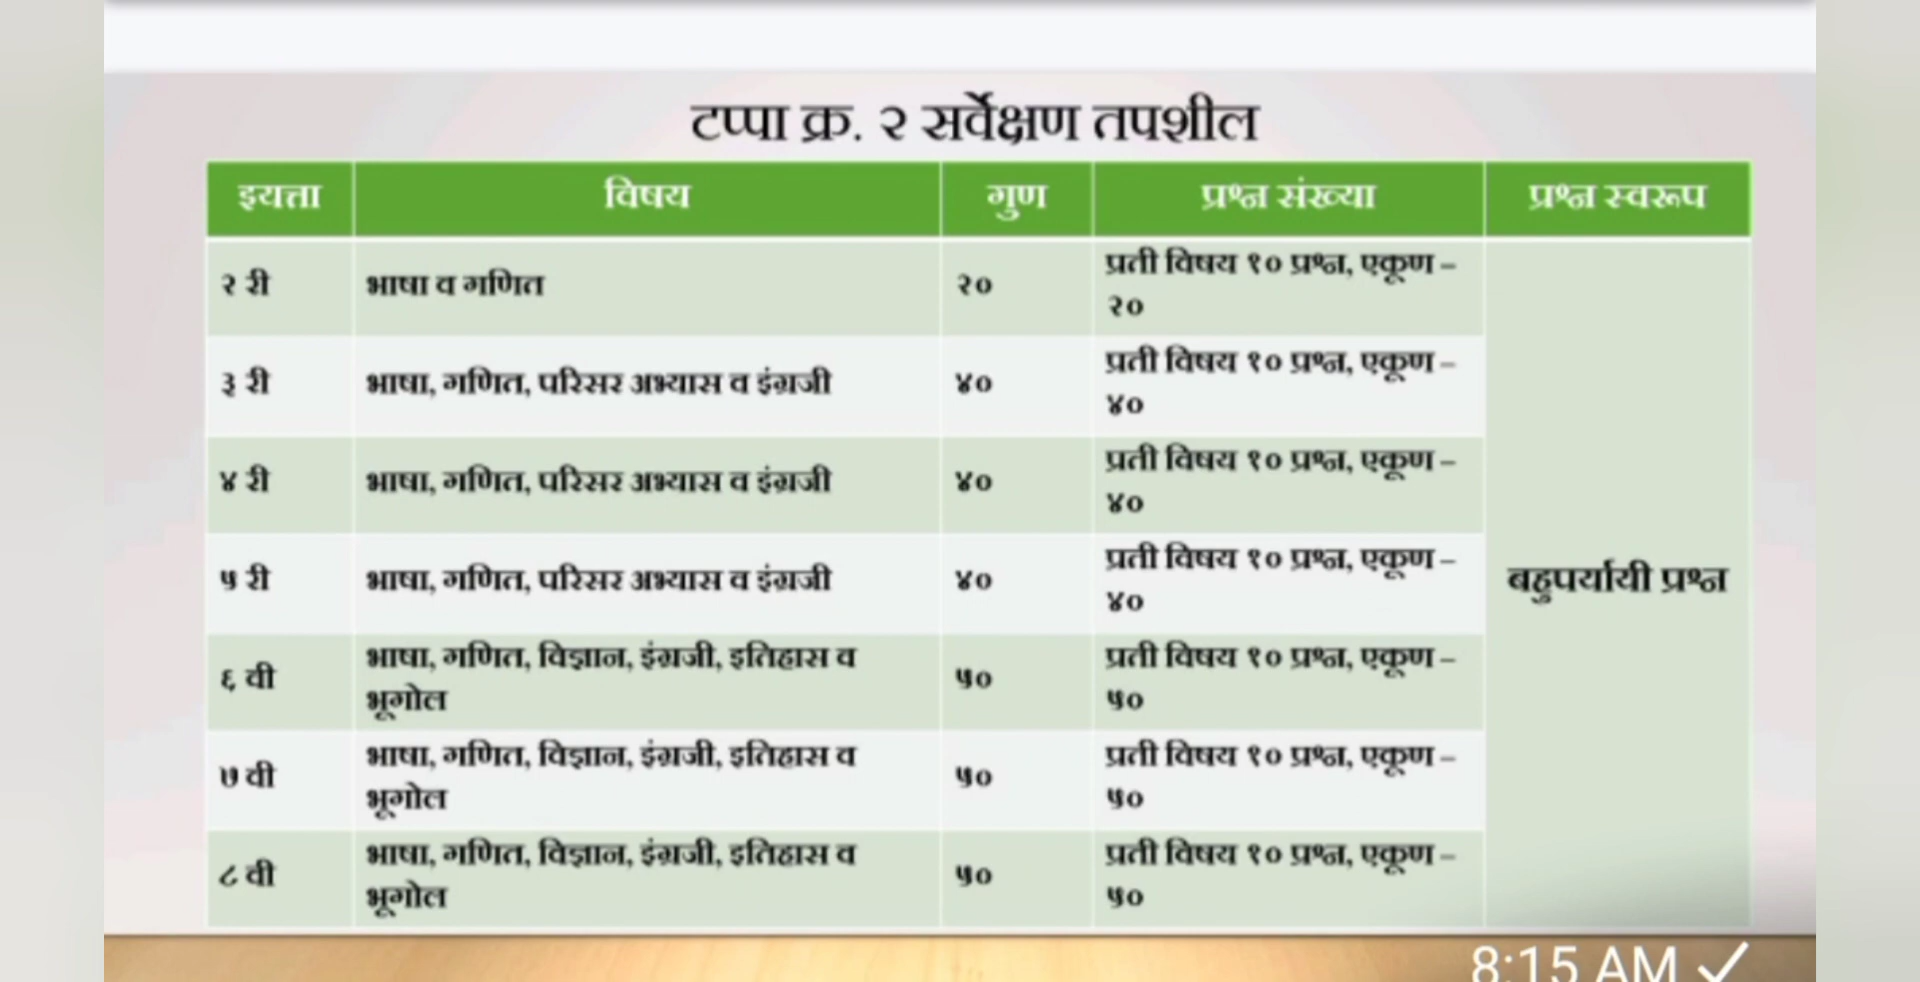 टप्पा क्र. २ सर्वेक्षण तपशील
इयत्ता विषय गुण प्रश्न संख्या प्रश्न स्वरूप
२ री भाषा व गणित २० प्रती विषय १० प्रश्न, एकूण –
२०
३ री भाषा, गणित, परिसर अभ्यास व इंग्रजी ४० प्रती विषय १० प्रश्न, एकूण –
४०
४ री भाषा, गणित, परिसर अभ्यास व इंग्रजी ४० प्रती विषय १० प्रश्न, एकूण –
४०
५ री भाषा, गणित, परिसर अभ्यास व इंग्रजी ४० प्रती विषय १० प्रश्न, एकूण –
४०
बहुपर्यायी प्रश्न
६ वी भाषा, गणित, विज्ञान, इंग्रजी, इतिहास व
भूगोल ५० प्रती विषय १० प्रश्न, एकूण –
५०
७ वी भाषा, गणित, विज्ञान, इंग्रजी, इतिहास व
भूगोल ५० प्रती विषय १० प्रश्न, एकूण –
५०
८ वी भाषा, गणित, विज्ञान, इंग्रजी, इतिहास व
भूगोल ५० प्रती विषय १० प्रश्न, एकूण –
५०
8:15 AM ✓